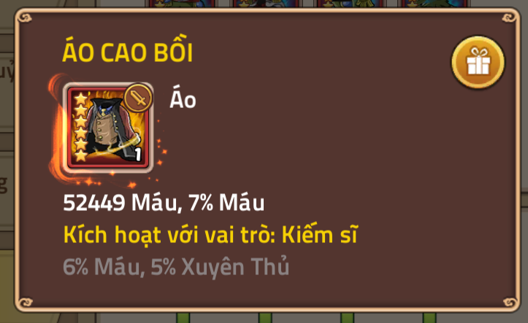 ÁO CAO BỒI
Áo
1
52449 Máu, 7% Máu
Kích hoạt với vai trò: Kiếm sĩ
6% Máu, 5% Xuyên Thủ